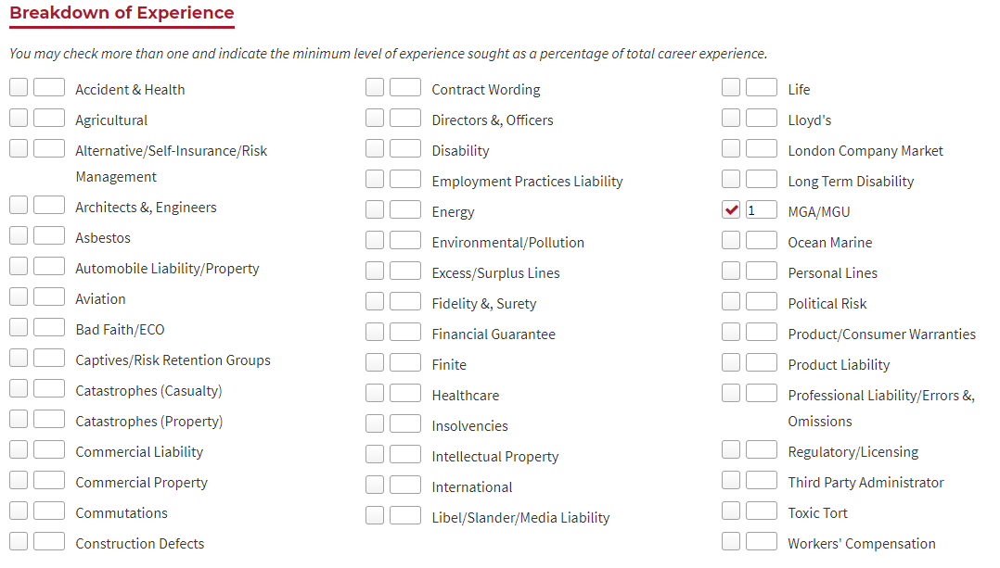 Breakdown of Experience
You may check more than one and indicate the minimum level of experience sought as a percentage of total career experience.
Accident & Health
Agricultural
Alternative/Self-Insurance/Risk
Management
Architects &, Engineers
Asbestos
Automobile Liability/Property
Aviation
Bad Faith/ECO
Captives/Risk Retention Groups
Catastrophes (Casualty)
Catastrophes (Property)
Commercial Liability
Commercial Property
Commutations
Construction Defects
Contract Wording
Directors &, Officers
Disability
Employment Practices Liability
Energy
Environmental/Pollution
Excess/Surplus Lines
Fidelity &, Surety
Financial Guarantee
Finite
Healthcare
Insolvencies
Intellectual Property
International
Libel/Slander/Media Liability
Life
Lloyd's
London Company Market
Long Term Disability
1 MGA/MGU
Ocean Marine
Personal Lines
Political Risk
Product/Consumer Warranties
Product Liability
Professional Liability/Errors &,
Omissions
Regulatory/Licensing
Third Party Administrator
Toxic Tort
Workers' Compensation